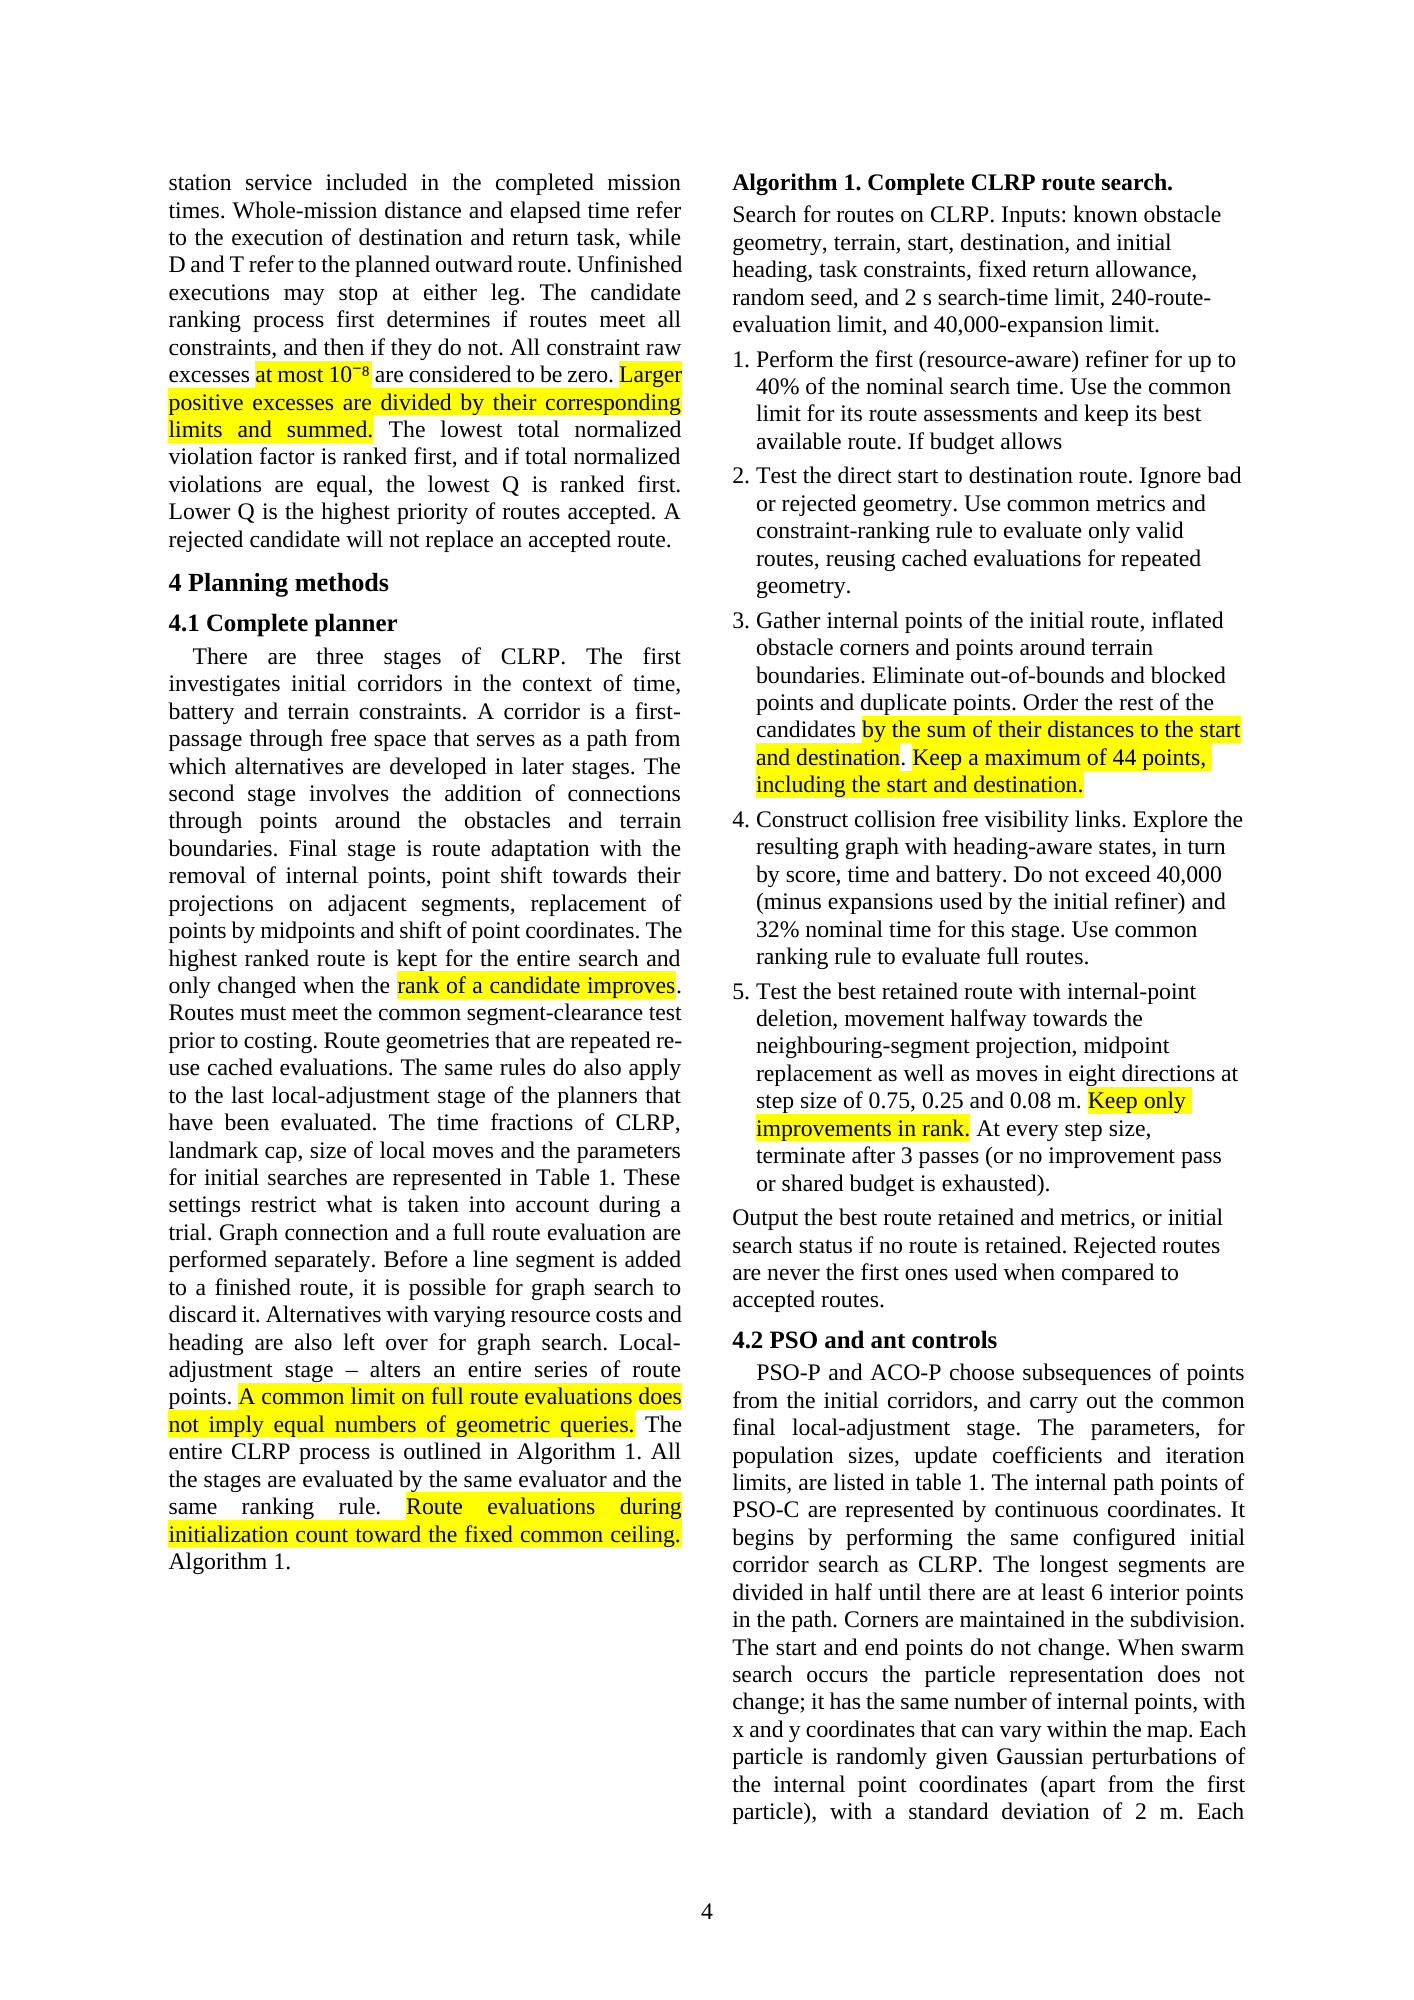 station service included in the completed mission
times. Whole-mission distance and elapsed time refer
to the execution of destination and return task, while
D and T refer to the planned outward route. Unfinished
executions may stop at either leg. The candidate
ranking process first determines if routes meet all
constraints, and then if they do not. All constraint raw
excesses at most 10⁻⁸ are considered to be zero. Larger
positive excesses are divided by their corresponding
limits and summed. The lowest total normalized
violation factor is ranked first, and if total normalized
violations are equal, the lowest Q is ranked first.
Lower Q is the highest priority of routes accepted. A
rejected candidate will not replace an accepted route.
4 Planning methods
4.1 Complete planner
There are three stages of CLRP. The first
investigates initial corridors in the context of time,
battery and terrain constraints. A corridor is a first-
passage through free space that serves as a path from
which alternatives are developed in later stages. The
second stage involves the addition of connections
through points around the obstacles and terrain
boundaries. Final stage is route adaptation with the
removal of internal points, point shift towards their
projections on adjacent segments, replacement of
points by midpoints and shift of point coordinates. The
highest ranked route is kept for the entire search and
only changed when the rank of a candidate improves.
Routes must meet the common segment-clearance test
prior to costing. Route geometries that are repeated re-
use cached evaluations. The same rules do also apply
to the last local-adjustment stage of the planners that
have been evaluated. The time fractions of CLRP,
landmark cap, size of local moves and the parameters
for initial searches are represented in Table 1. These
settings restrict what is taken into account during a
trial. Graph connection and a full route evaluation are
performed separately. Before a line segment is added
to a finished route, it is possible for graph search to
discard it. Alternatives with varying resource costs and
heading are also left over for graph search. Local-
adjustment stage – alters an entire series of route
points. A common limit on full route evaluations does
not imply equal numbers of geometric queries. The
entire CLRP process is outlined in Algorithm 1. All
the stages are evaluated by the same evaluator and the
same ranking rule. Route evaluations during
initialization count toward the fixed common ceiling.
Algorithm 1.
Algorithm 1. Complete CLRP route search.
Search for routes on CLRP. Inputs: known obstacle
geometry, terrain, start, destination, and initial
heading, task constraints, fixed return allowance,
random seed, and 2 s search-time limit, 240-route-
evaluation limit, and 40,000-expansion limit.
1. Perform the first (resource-aware) refiner for up to
40% of the nominal search time. Use the common
limit for its route assessments and keep its best
available route. If budget allows
2. Test the direct start to destination route. Ignore bad
or rejected geometry. Use common metrics and
constraint-ranking rule to evaluate only valid
routes, reusing cached evaluations for repeated
geometry.
3. Gather internal points of the initial route, inflated
obstacle corners and points around terrain
boundaries. Eliminate out-of-bounds and blocked
points and duplicate points. Order the rest of the
candidates by the sum of their distances to the start
and destination. Keep a maximum of 44 points,
including the start and destination.
4. Construct collision free visibility links. Explore the
resulting graph with heading-aware states, in turn
by score, time and battery. Do not exceed 40,000
(minus expansions used by the initial refiner) and
32% nominal time for this stage. Use common
ranking rule to evaluate full routes.
5. Test the best retained route with internal-point
deletion, movement halfway towards the
neighbouring-segment projection, midpoint
replacement as well as moves in eight directions at
step size of 0.75, 0.25 and 0.08 m. Keep only
improvements in rank. At every step size,
terminate after 3 passes (or no improvement pass
or shared budget is exhausted).
Output the best route retained and metrics, or initial
search status if no route is retained. Rejected routes
are never the first ones used when compared to
accepted routes.
4.2 PSO and ant controls
PSO-P and ACO-P choose subsequences of points
from the initial corridors, and carry out the common
final local-adjustment stage. The parameters, for
population sizes, update coefficients and iteration
limits, are listed in table 1. The internal path points of
PSO-C are represented by continuous coordinates. It
begins by performing the same configured initial
corridor search as CLRP. The longest segments are
divided in half until there are at least 6 interior points
in the path. Corners are maintained in the subdivision.
The start and end points do not change. When swarm
search occurs the particle representation does not
change; it has the same number of internal points, with
x and y coordinates that can vary within the map. Each
particle is randomly given Gaussian perturbations of
the internal point coordinates (apart from the first
particle), with a standard deviation of 2 m. Each
4